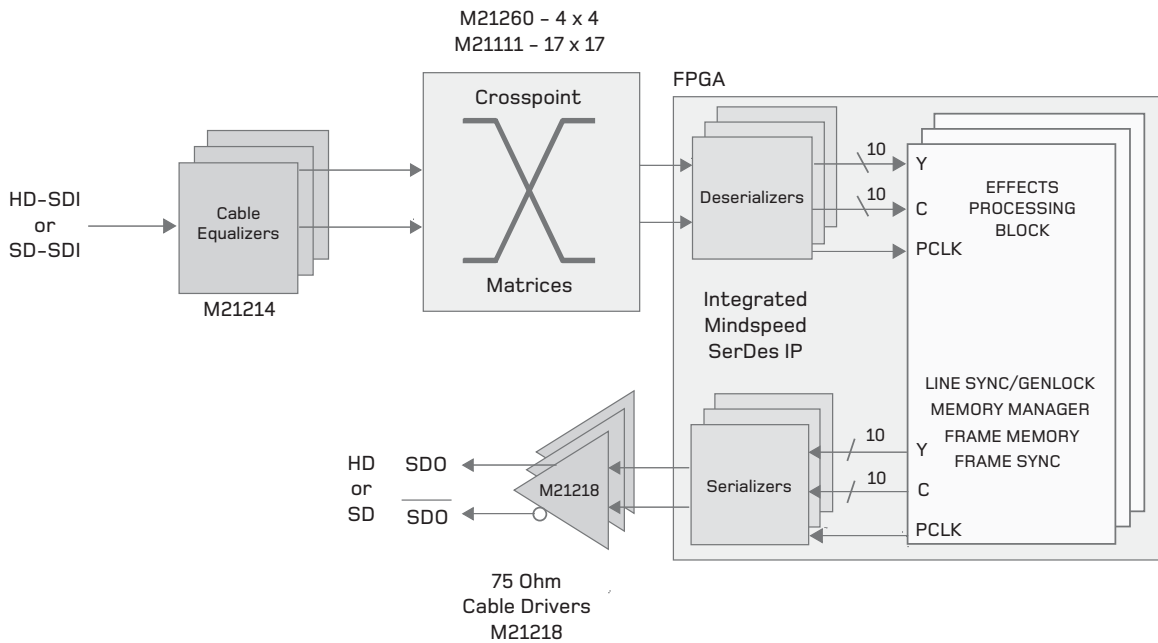 M21260 – 4 x 4
M21111 – 17 x 17
Crosspoint
Matrices
HD-SDI
or
SD-SDI
Cable
Equalizers
M21214
FPGA
Deserializers
10
10
Y
C
PCLK
EFFECTS
PROCESSING
BLOCK
Integrated
Mindspeed
SerDes IP
LINE SYNC/GENLOCK
MEMORY MANAGER
FRAME MEMORY
FRAME SYNC
Y
C
PCLK
10
10
Serializers
M21218
HD
or
SD
SDO
SDO
75 Ohm
Cable Drivers
M21218